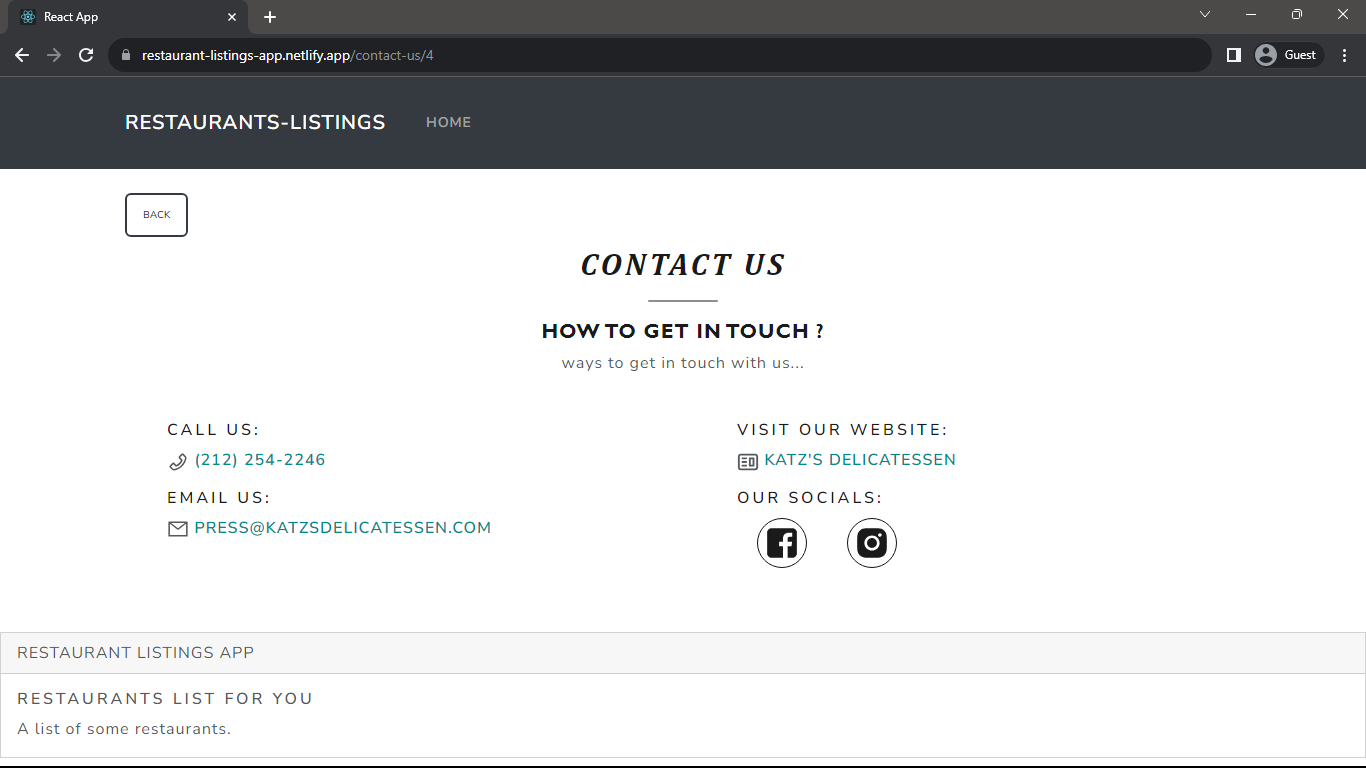 React App
restaurant-listings-app.netlify.app/contact-us/4
Guest
RESTAURANTS-LISTINGS HOME
BACK
CONTACT US
HOW TO GET IN TOUCH ?
ways to get in touch with us...
CALL US:
(212) 254-2246
EMAIL US:
PRESS@KATZSDELICATESSEN.COM
VISIT OUR WEBSITE:
KATZ'S DELICATESSEN
OUR SOCIALS:
RESTAURANT LISTINGS APP
RESTAURANTS LIST FOR YOU
A list of some restaurants.